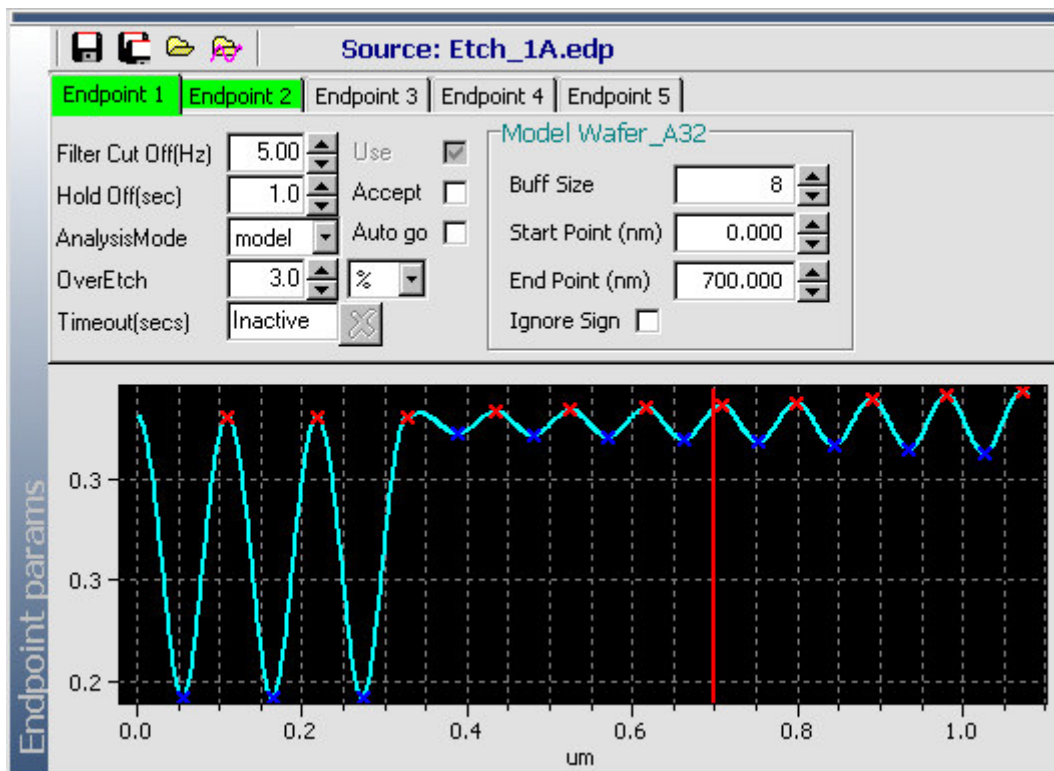 Source: Etch_1A.edp
Endpoint 1 Endpoint 2 Endpoint 3 Endpoint 4 Endpoint 5
Filter Cut Off(Hz) 5.00 Use
Hold Off(sec) 1.0 Accept
AnalysisMode model Auto go
OverEtch 3.0 %
Timeout(secs) Inactive
Model Wafer_A32
Buff Size 8
Start Point (nm) 0.000
End Point (nm) 700.000
Ignore Sign
Endpoint params
0.3
0.3
0.2
0.0 0.2 0.4 0.6 0.8 1.0
um